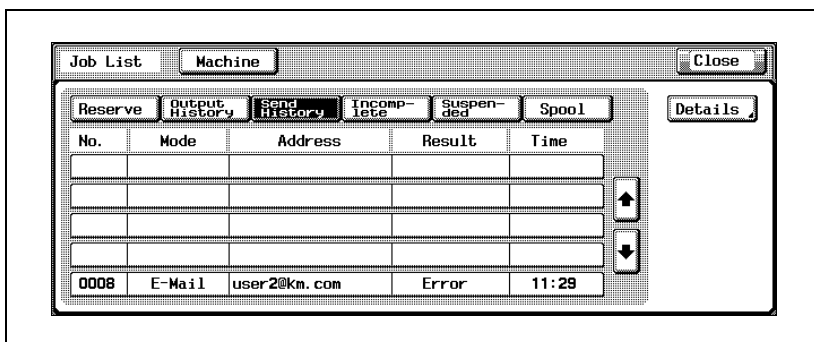 Job List Machine Close
Reserve Output History Send History Incomp-lete Suspen-ded Spool Details
No. Mode Address Result Time
0008 E-Mail user2@km.com Error 11:29